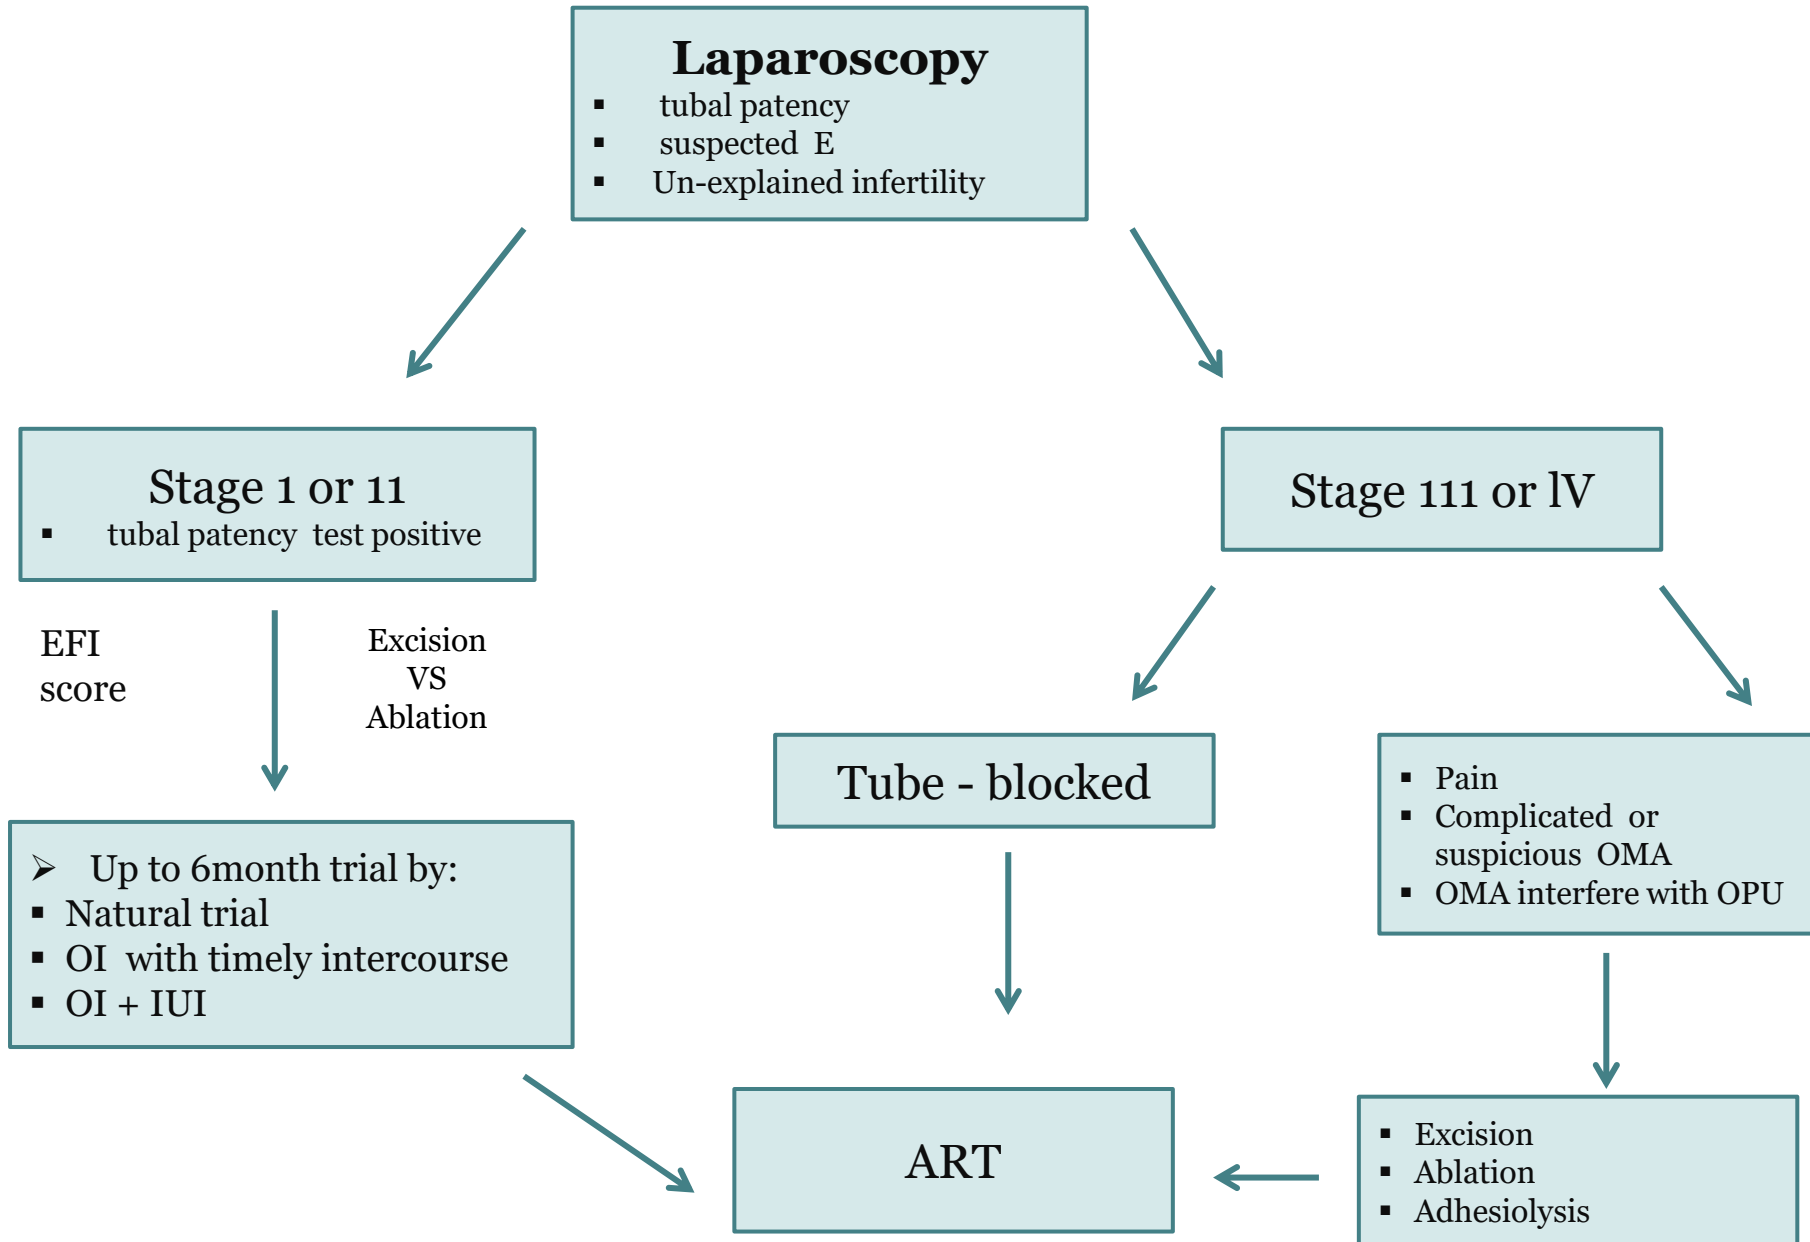 Laparoscopy
▪ tubal patency
▪ suspected E
▪ Un-explained infertility
Stage 1 or 11
▪ tubal patency test positive
Stage 111 or lV
EFI
score
Excision
VS
Ablation
Tube - blocked
▪ Pain
▪ Complicated or
suspicious OMA
▪ OMA interfere with OPU
➢ Up to 6month trial by:
▪ Natural trial
▪ OI with timely intercourse
▪ OI + IUI
ART
▪ Excision
▪ Ablation
▪ Adhesiolysis